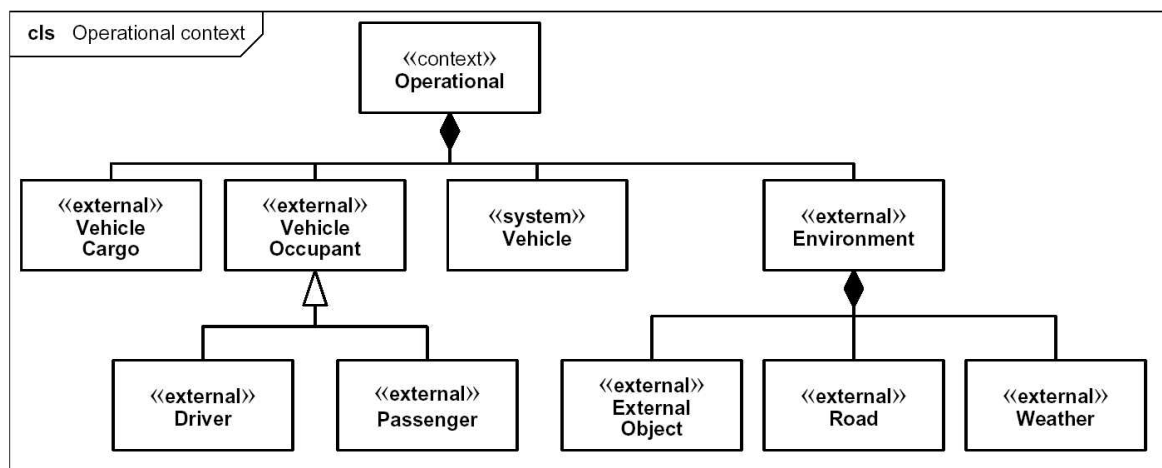 cls Operational context
«context»
Operational
«external»
Vehicle
Cargo
«external»
Vehicle
Occupant
«system»
Vehicle
«external»
Environment
«external»
Driver
«external»
Passenger
«external»
External
Object
«external»
Road
«external»
Weather